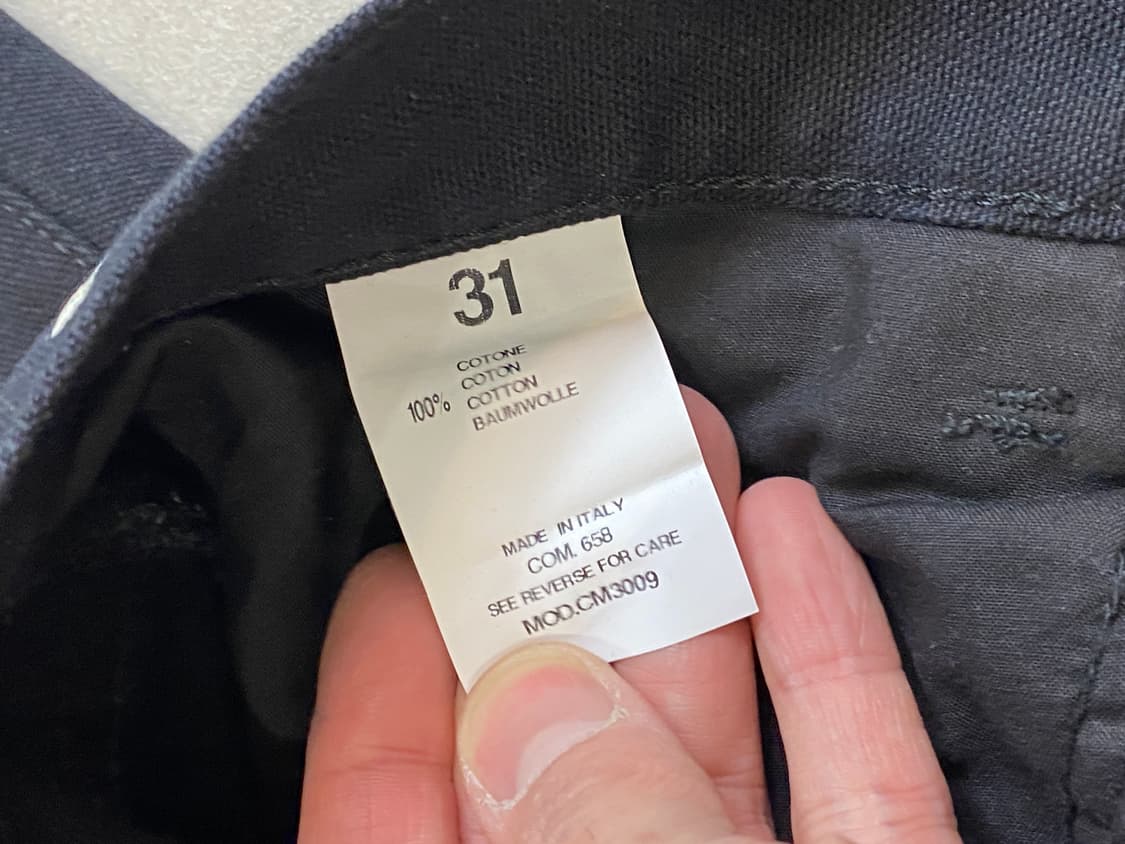 31
COTONE
COTON
100% COTTON
BAUMWOLLE
MADE IN ITALY
COM. 658
SEE REVERSE FOR CARE
MOD.CM3009